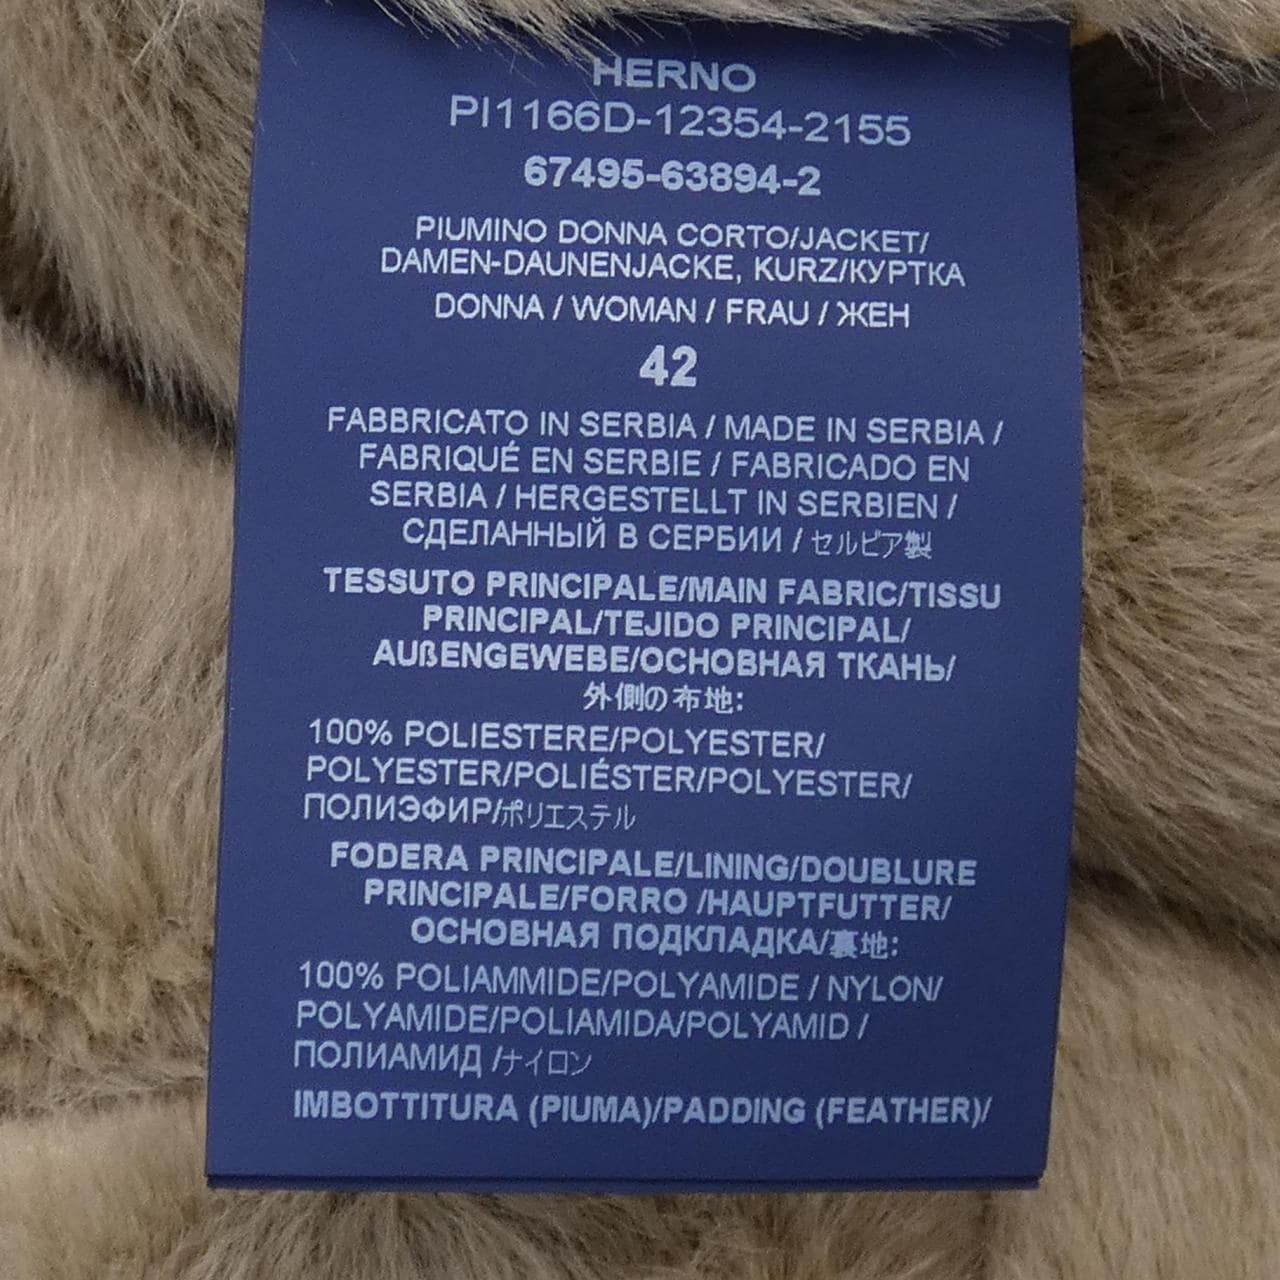 HERNO
PI1166D-12354-2155
67495-63894-2
PIUMINO DONNA CORTO/JACKET/
DAMEN-DAUNENJACKE, KURZ/КУРТКА
DONNA / WOMAN / FRAU / ЖЕН
42
FABBRICATO IN SERBIA / MADE IN SERBIA /
FABRIQUÉ EN SERBIE / FABRICADO EN
SERBIA / HERGESTELLT IN SERBIEN /
СДЕЛАННЫЙ В СЕРБИИ / セルビア製
TESSUTO PRINCIPALE/MAIN FABRIC/TISSU
PRINCIPAL/TEJIDO PRINCIPAL/
AUßENGEWEBE/ОСНОВНАЯ ТКАНЬ/
外側の布地:
100% POLIESTERE/POLYESTER/
POLYESTER/POLIÉSTER/POLYESTER/
ПОЛИЭФИР/ポリエステル
FODERA PRINCIPALE/LINING/DOUBLURE
PRINCIPALE/FORRO /HAUPTFUTTER/
ОСНОВНАЯ ПОДКЛАДКА/裏地:
100% POLIAMMIDE/POLYAMIDE / NYLON/
POLYAMIDE/POLIAMIDA/POLYAMID /
ПОЛИАМИД /ナイロン
IMBOTTITURA (PIUMA)/PADDING (FEATHER)/